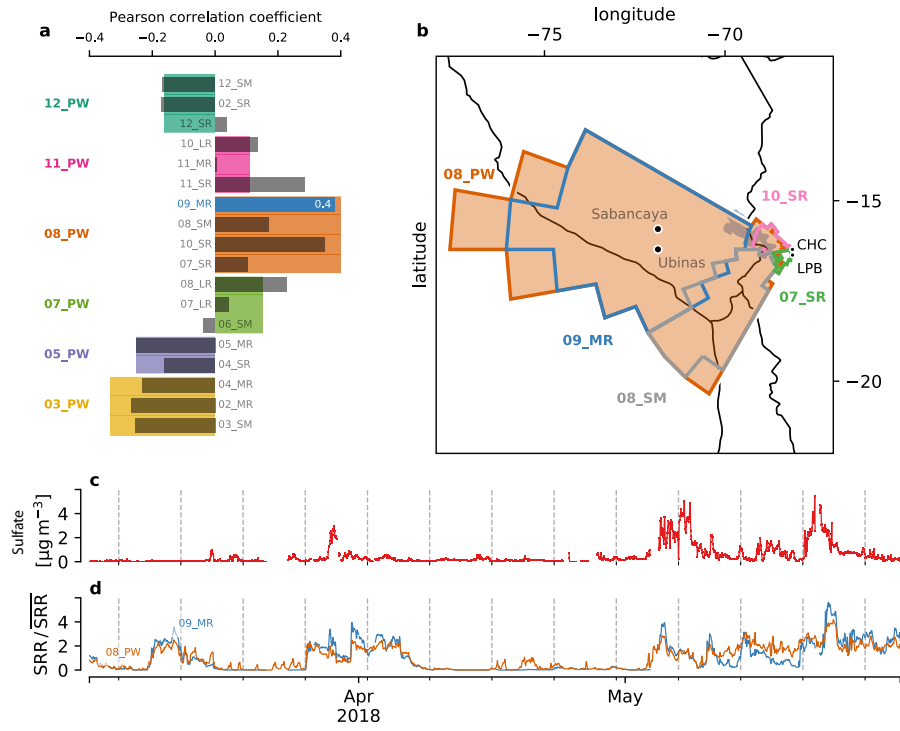 a
Pearson correlation coefficient
−0.4 −0.2 0.0 0.2 0.4
12_PW
12_SM
02_SR
12_SR
11_PW
10_LR
11_MR
11_SR
08_PW
09_MR 0.4
08_SM
10_SR
07_SR
07_PW
08_LR
07_LR
06_SM
05_PW
05_MR
04_SR
03_PW
04_MR
02_MR
03_SM
b
longitude
−75 −70
latitude
−15
−20
08_PW
10_SR
Sabancaya
Ubinas
CHC
LPB
07_SR
09_MR
08_SM
c
Sulfate
[µg m⁻³]
4
2
0
d
SRR / SRR
4
2
0
09_MR
08_PW
Apr
2018
May